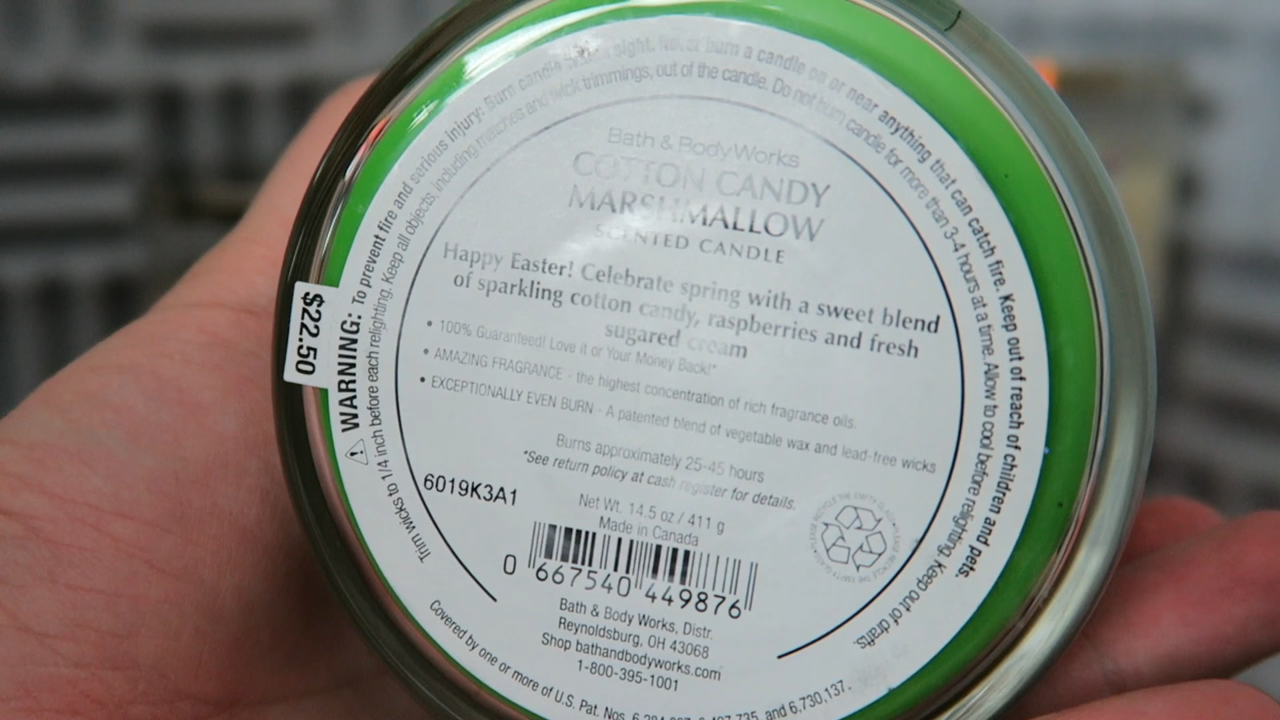 Bath & Body Works
COTTON CANDY
MARSHMALLOW
SCENTED CANDLE
Happy Easter! Celebrate spring with a sweet blend
of sparkling cotton candy, raspberries and fresh
sugared cream
• 100% Guaranteed! Love it or Your Money Back!*
• AMAZING FRAGRANCE - the highest concentration of rich fragrance oils.
• EXCEPTIONALLY EVEN BURN - A patented blend of vegetable wax and lead-free wicks
Burns approximately 25-45 hours
*See return policy at cash register for details.
6019K3A1
Net Wt. 14.5 oz / 411 g
Made in Canada
0 667540 449876
Bath & Body Works, Distr.
Reynoldsburg, OH 43068
Shop bathandbodyworks.com
1-800-395-1001
$22.50
WARNING: To prevent fire and serious injury: Burn candle within sight. Never burn a candle on or near anything that can catch fire. Keep out of reach of children and pets.
Trim wicks to 1/4 inch before each relighting. Keep all objects, including matches and wick trimmings, out of the candle. Do not burn candle for more than 3-4 hours at a time. Allow to cool before relighting. Keep out of drafts.
Covered by one or more of U.S. Pat. Nos. and 6,730,137.